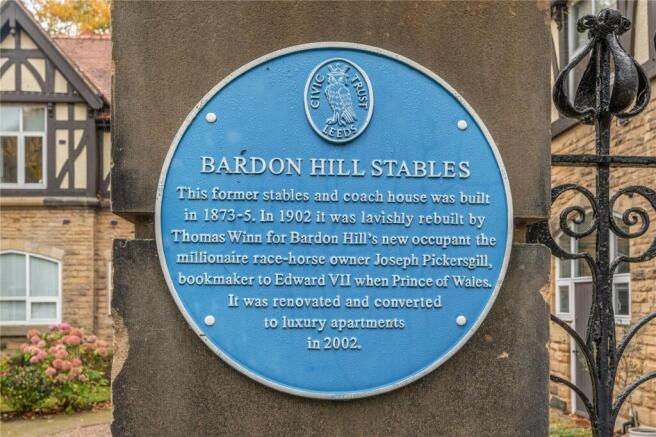 CIVIC TRUST
LEEDS
BARDON HILL STABLES
This former stables and coach house was built
in 1873-5. In 1902 it was lavishly rebuilt by
Thomas Winn for Bardon Hill's new occupant the
millionaire race-horse owner Joseph Pickersgill,
bookmaker to Edward VII when Prince of Wales.
It was renovated and converted
to luxury apartments
in 2002.